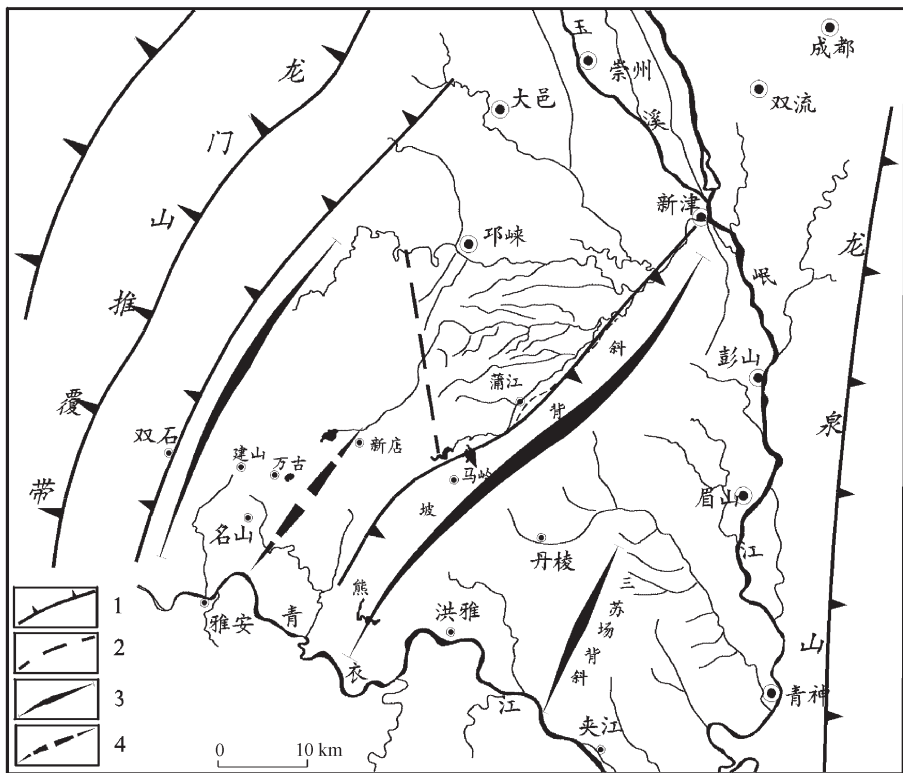 成都
双流
玉
溪
崇州
大邑
龙
门
山
推
覆
带
新津
邛崃
岷
江
龙
泉
山
彭山
蒲江
斜
背
坡
熊
双石
建山
万古
新店
马岭
名山
眉山
丹棱
三
苏
场
背
斜
洪雅
雅安
青
衣
江
青神
夹江
1
2
3
4
0
10 km